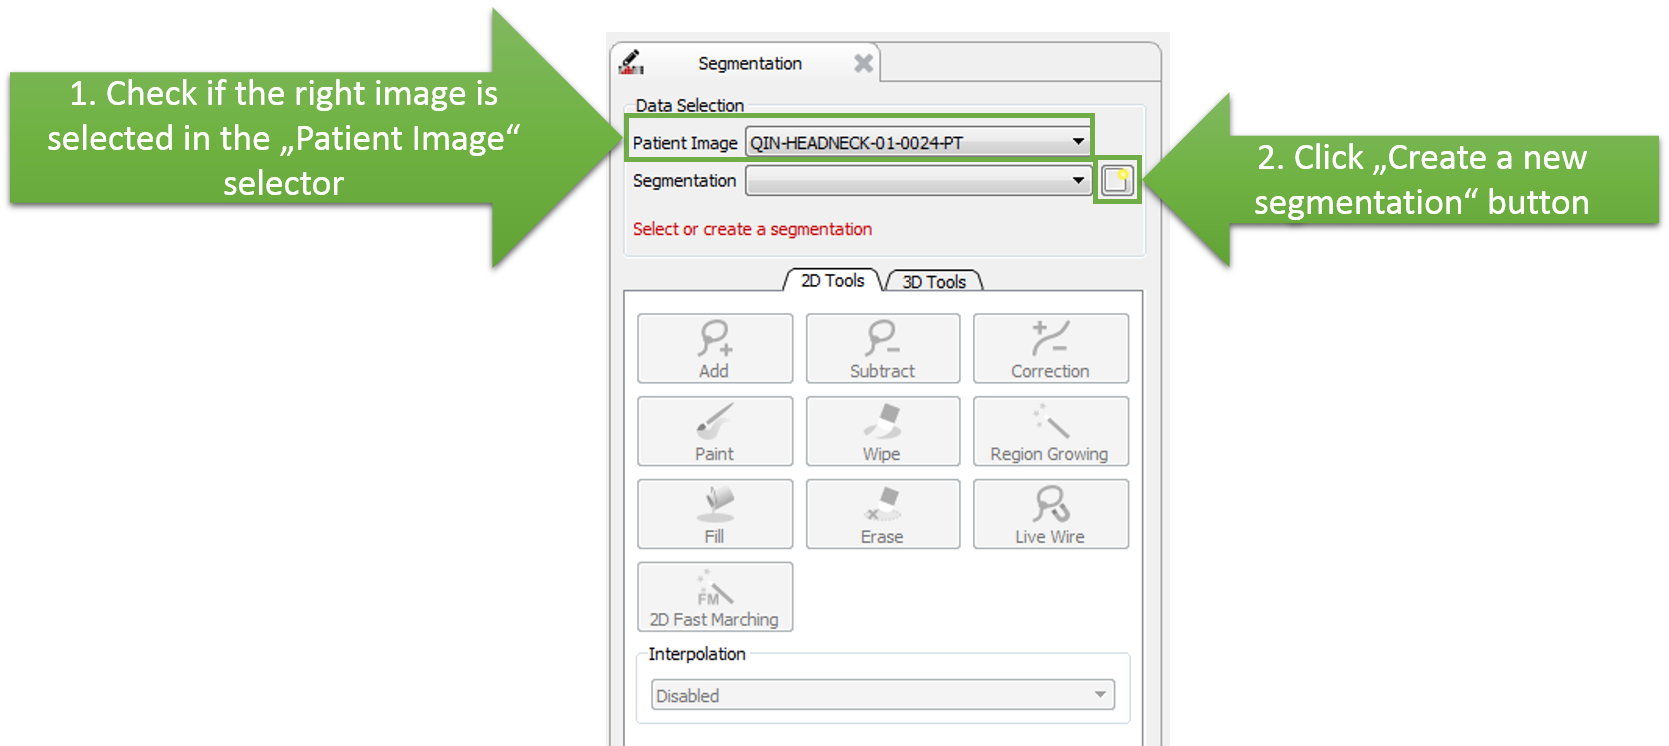 1. Check if the right image is
selected in the „Patient Image“
selector
Segmentation
Data Selection
Patient Image QIN-HEADNECK-01-0024-PT
Segmentation
Select or create a segmentation
2. Click „Create a new
segmentation“ button
2D Tools 3D Tools
Add Subtract Correction
Paint Wipe Region Growing
Fill Erase Live Wire
FM
2D Fast Marching
Interpolation
Disabled